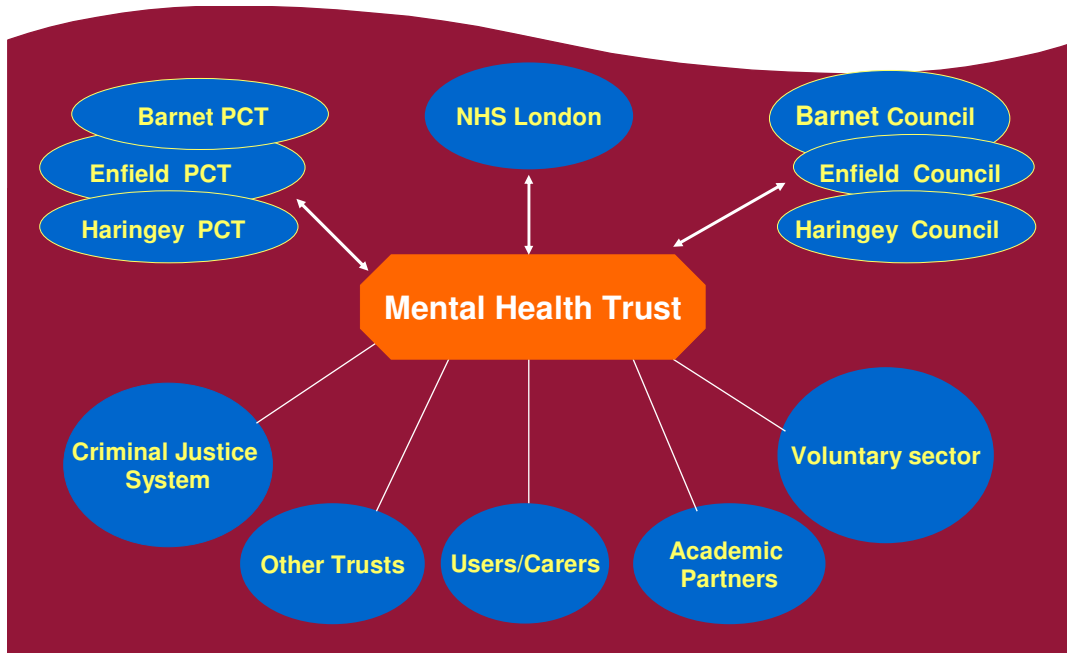 Barnet PCT
Enfield PCT
Haringey PCT
NHS London
Barnet Council
Enfield Council
Haringey Council
Mental Health Trust
Criminal Justice
System
Other Trusts
Users/Carers
Academic
Partners
Voluntary sector